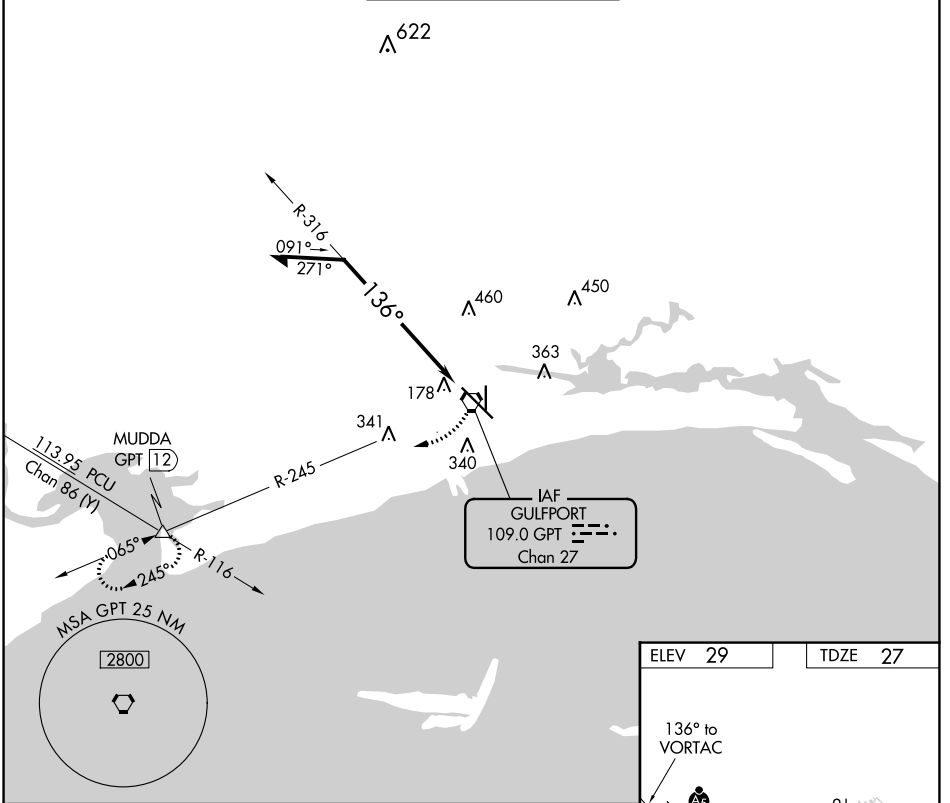 622
R-316
091°
271°
136°
460
450
363
178
341
340
R-245
MUDDA
GPT 12
113.95 PCU
Chan 86 (Y)
065°
245°
R-116
IAF
GULFPORT
109.0 GPT
Chan 27
MSA GPT 25 NM
2800
ELEV 29
TDZE 27
136° to
VORTAC